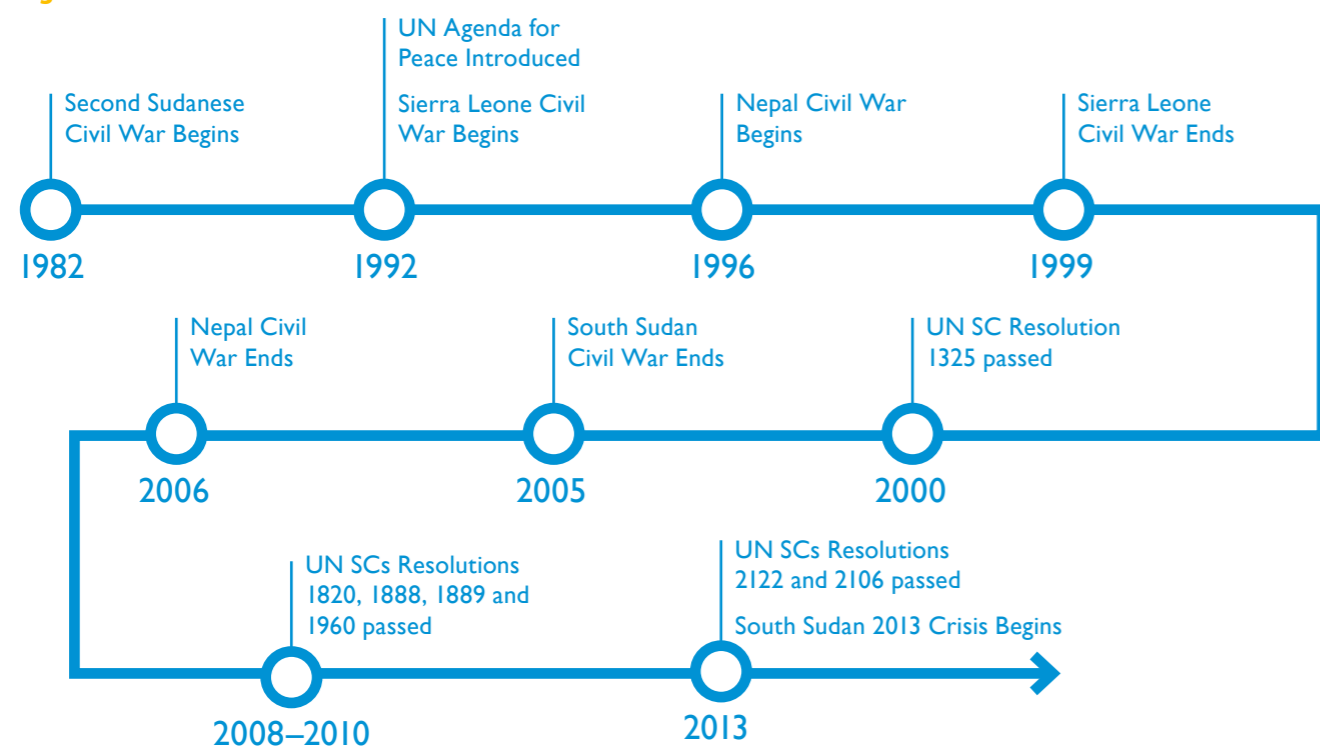 Second Sudanese
Civil War Begins
1982
UN Agenda for
Peace Introduced
Sierra Leone Civil
War Begins
1992
Nepal Civil War
Begins
1996
Sierra Leone
Civil War Ends
1999
UN SC Resolution
1325 passed
2000
South Sudan
Civil War Ends
2005
Nepal Civil
War Ends
2006
UN SCs Resolutions
1820, 1888, 1889 and
1960 passed
2008–2010
UN SCs Resolutions
2122 and 2106 passed
South Sudan 2013 Crisis Begins
2013